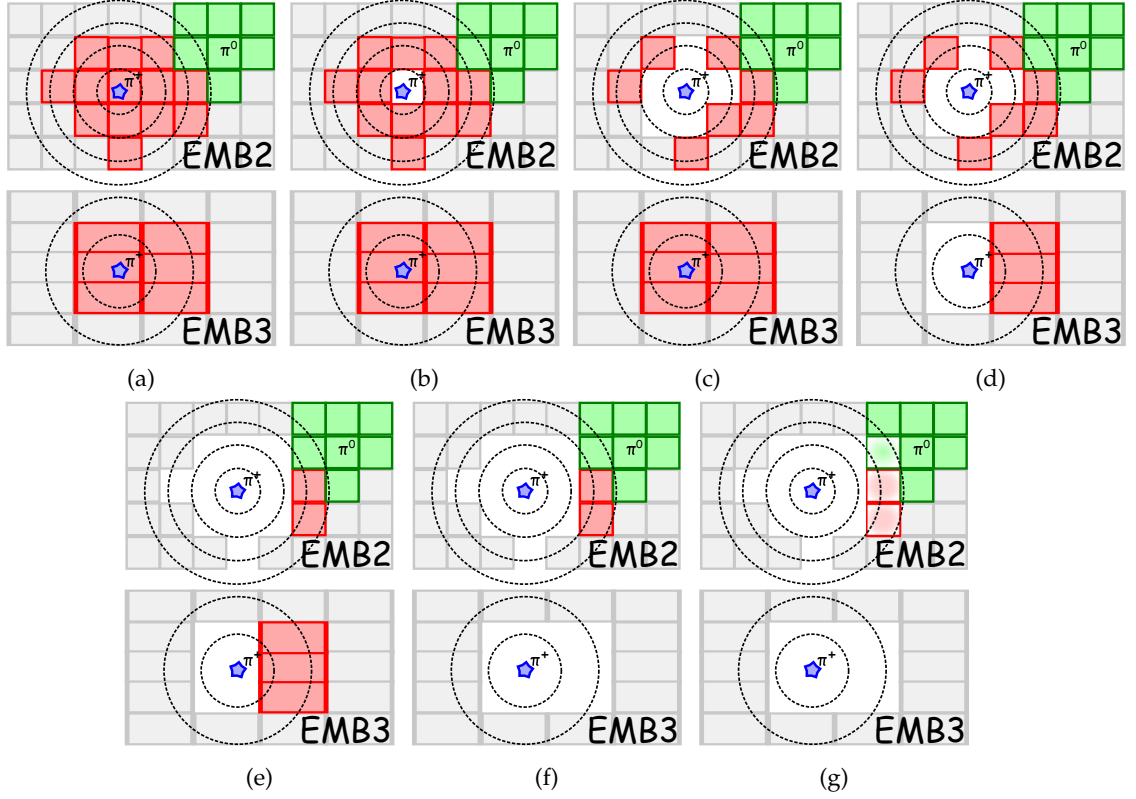 π⁰ π⁰ π⁰ π⁰
π⁺ π⁺ π⁺ π⁺
EMB2 EMB2 EMB2 EMB2
π⁺ π⁺ π⁺ π⁺
EMB3 EMB3 EMB3 EMB3
(a) (b) (c) (d)
π⁰ π⁰ π⁰
π⁺ π⁺ π⁺
EMB2 EMB2 EMB2
π⁺ π⁺ π⁺
EMB3 EMB3 EMB3
(e) (f) (g)